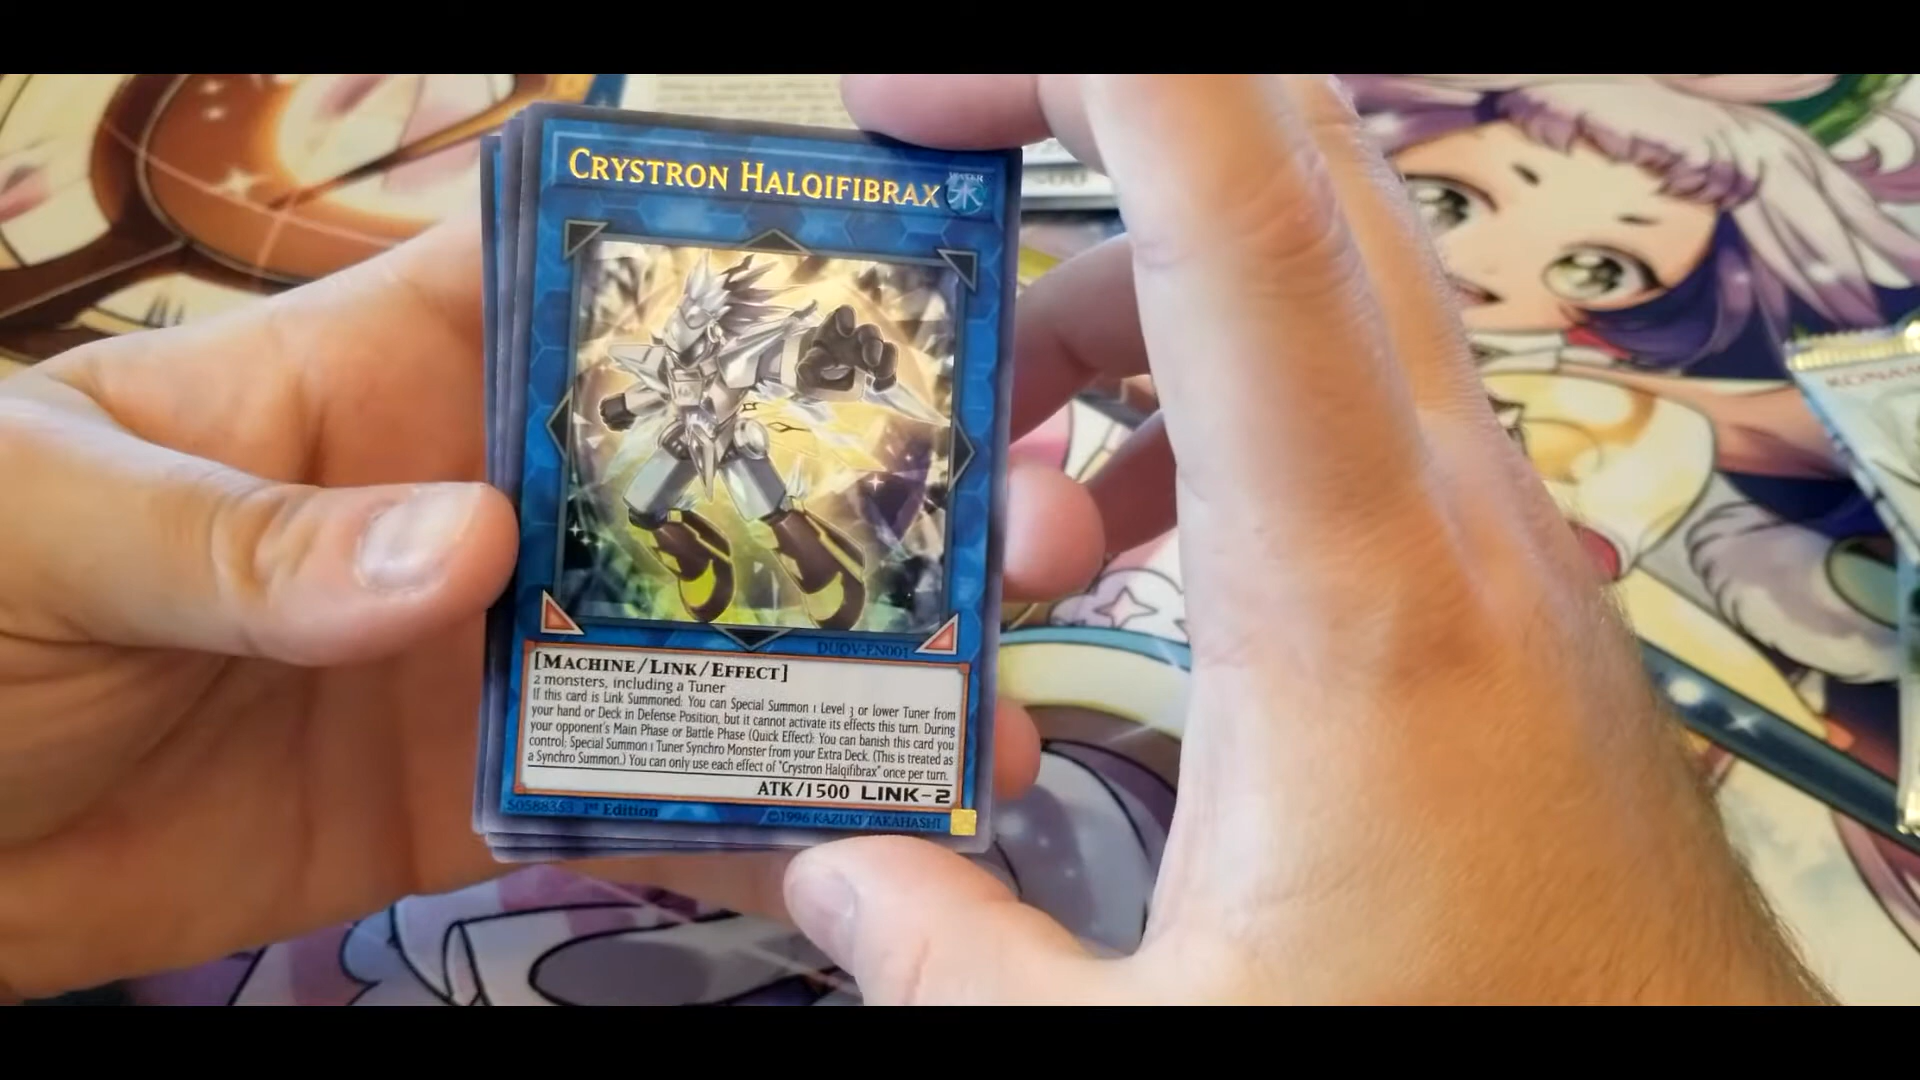 CRYSTRON HALQIFIBRAX
WATER
水
DUOV-EN001
[MACHINE/LINK/EFFECT]
2 monsters, including a Tuner
If this card is Link Summoned: You can Special Summon 1 Level 3 or lower Tuner from
your hand or Deck in Defense Position, but it cannot activate its effects this turn. During
your opponent's Main Phase or Battle Phase (Quick Effect): You can banish this card you
control; Special Summon 1 Tuner Synchro Monster from your Extra Deck. (This is treated as
a Synchro Summon.) You can only use each effect of "Crystron Halqifibrax" once per turn.
ATK/1500 LINK-2
50588353 1st Edition
©1996 KAZUKI TAKAHASHI
KONAMI